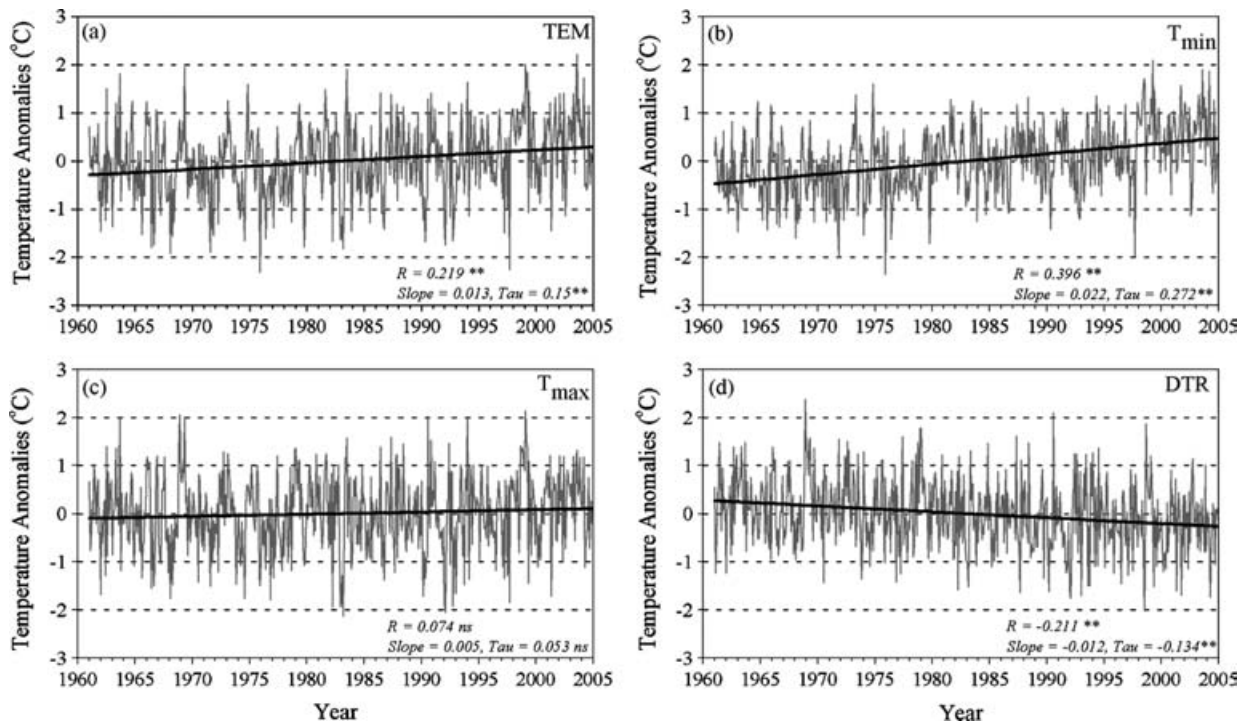 (a) TEM
Temperature Anomalies (°C)
3
2
1
0
-1
-2
-3
R = 0.219 **
Slope = 0.013, Tau = 0.15**
1960 1965 1970 1975 1980 1985 1990 1995 2000 2005
(b) Tmin
Temperature Anomalies (°C)
3
2
1
0
-1
-2
-3
R = 0.396 **
Slope = 0.022, Tau = 0.272**
1960 1965 1970 1975 1980 1985 1990 1995 2000 2005
(c) Tmax
Temperature Anomalies (°C)
3
2
1
0
-1
-2
-3
R = 0.074 ns
Slope = 0.005, Tau = 0.053 ns
1960 1965 1970 1975 1980 1985 1990 1995 2000 2005
Year
(d) DTR
Temperature Anomalies (°C)
3
2
1
0
-1
-2
-3
R = -0.211 **
Slope = -0.012, Tau = -0.134**
1960 1965 1970 1975 1980 1985 1990 1995 2000 2005
Year